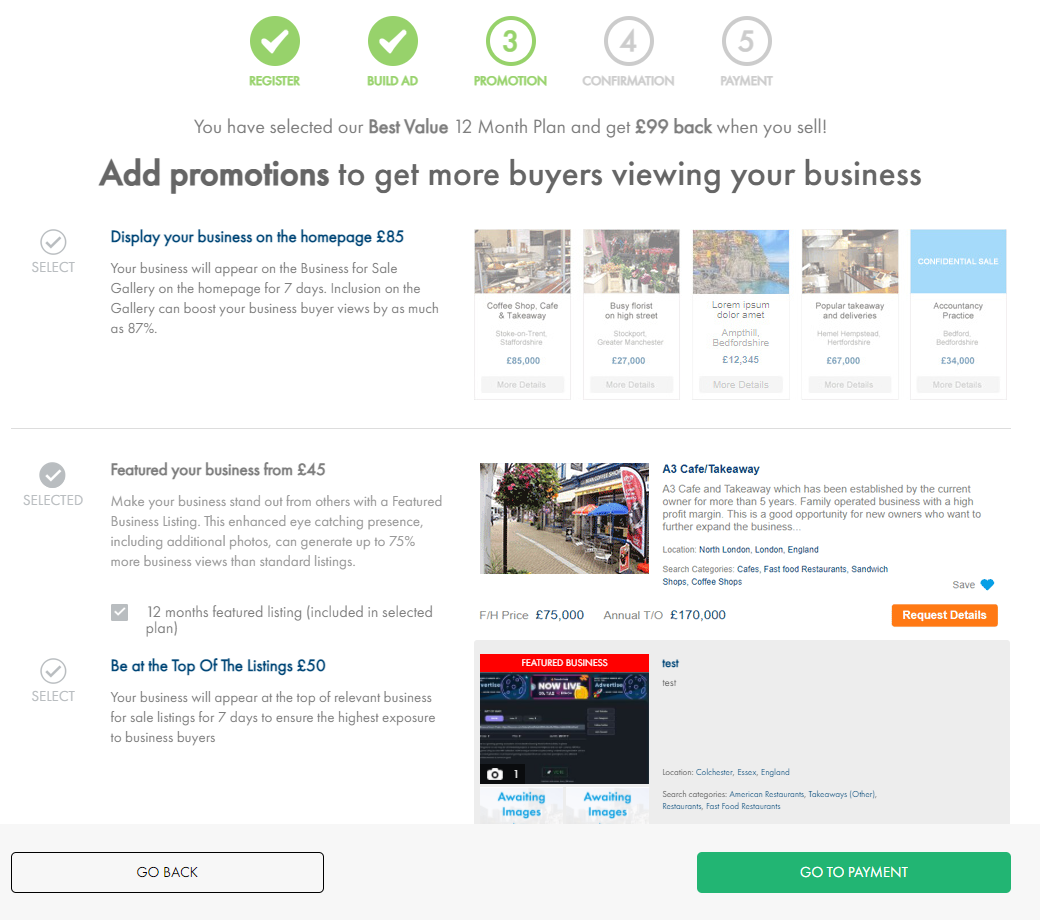 3
4
5
REGISTER
BUILD AD
PROMOTION
CONFIRMATION
PAYMENT
You have selected our Best Value 12 Month Plan and get £99 back when you sell!
Add promotions to get more buyers viewing your business
SELECT
Display your business on the homepage £85
Your business will appear on the Business for Sale
Gallery on the homepage for 7 days. Inclusion on the
Gallery can boost your business buyer views by as much
as 87%.
Coffee Shop, Cafe
& Takeaway
Stoke-on-Trent,
Staffordshire
£85,000
More Details
Busy florist
on high street
Stockport,
Greater Manchester
£27,000
More Details
Lorem ipsum
dolor amet
Ampthill,
Bedfordshire
£12,345
More Details
Popular takeaway
and deliveries
Hemel Hempstead,
Hertfordshire
£67,000
More Details
CONFIDENTIAL SALE
Accountancy
Practice
Bedford,
Bedfordshire
£34,000
More Details
SELECTED
Featured your business from £45
Make your business stand out from others with a Featured
Business Listing. This enhanced eye catching presence,
including additional photos, can generate up to 75%
more business views than standard listings.
12 months featured listing (included in selected
plan)
A3 Cafe/Takeaway
A3 Cafe and Takeaway which has been established by the current
owner for more than 5 years. Family operated business with a high
profit margin. This is a good opportunity for new owners who want to
further expand the business...
Location: North London, London, England
Search Categories: Cafes, Fast food Restaurants, Sandwich
Shops, Coffee Shops
Save
F/H Price £75,000 Annual T/O £170,000
Request Details
SELECT
Be at the Top Of The Listings £50
Your business will appear at the top of relevant business
for sale listings for 7 days to ensure the highest exposure
to business buyers
FEATURED BUSINESS
NOW LIVE
Advertise
1
Awaiting
Images
Awaiting
Images
test
test
Location: Colchester, Essex, England
Search categories: American Restaurants, Takeaways (Other),
Restaurants, Fast Food Restaurants
GO BACK
GO TO PAYMENT